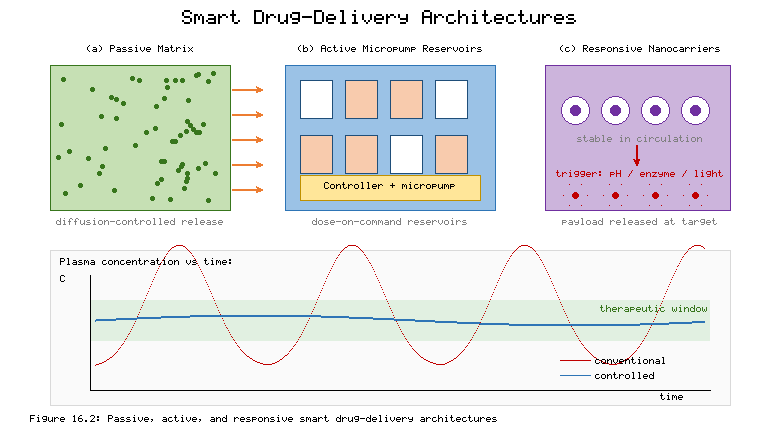 Smart Drug-Delivery Architectures
(a) Passive Matrix
(b) Active Micropump Reservoirs
(c) Responsive Nanocarriers
stable in circulation
trigger: pH / enzyme / light
Controller + micropump
diffusion-controlled release
dose-on-command reservoirs
payload released at target
Plasma concentration vs time:
C
therapeutic window
conventional
controlled
time
Figure 16.2: Passive, active, and responsive smart drug-delivery architectures